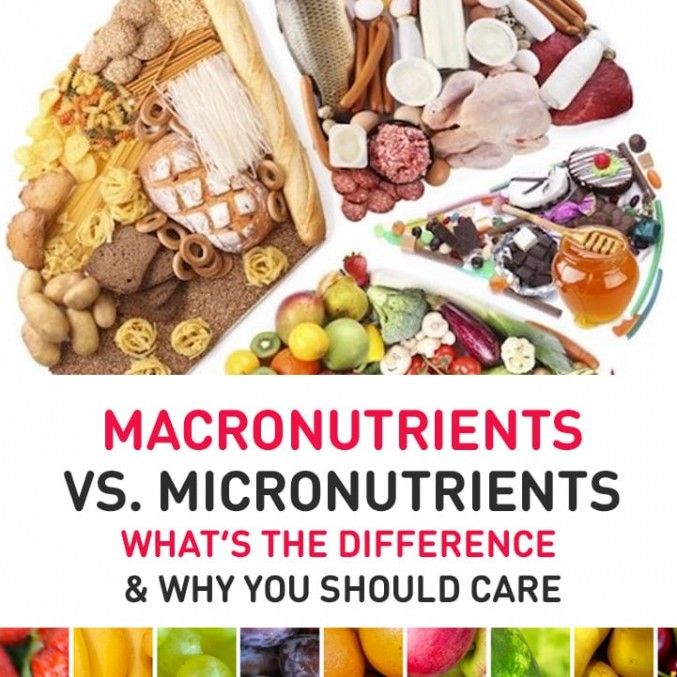 MACRONUTRIENTS
VS. MICRONUTRIENTS
WHAT'S THE DIFFERENCE
& WHY YOU SHOULD CARE